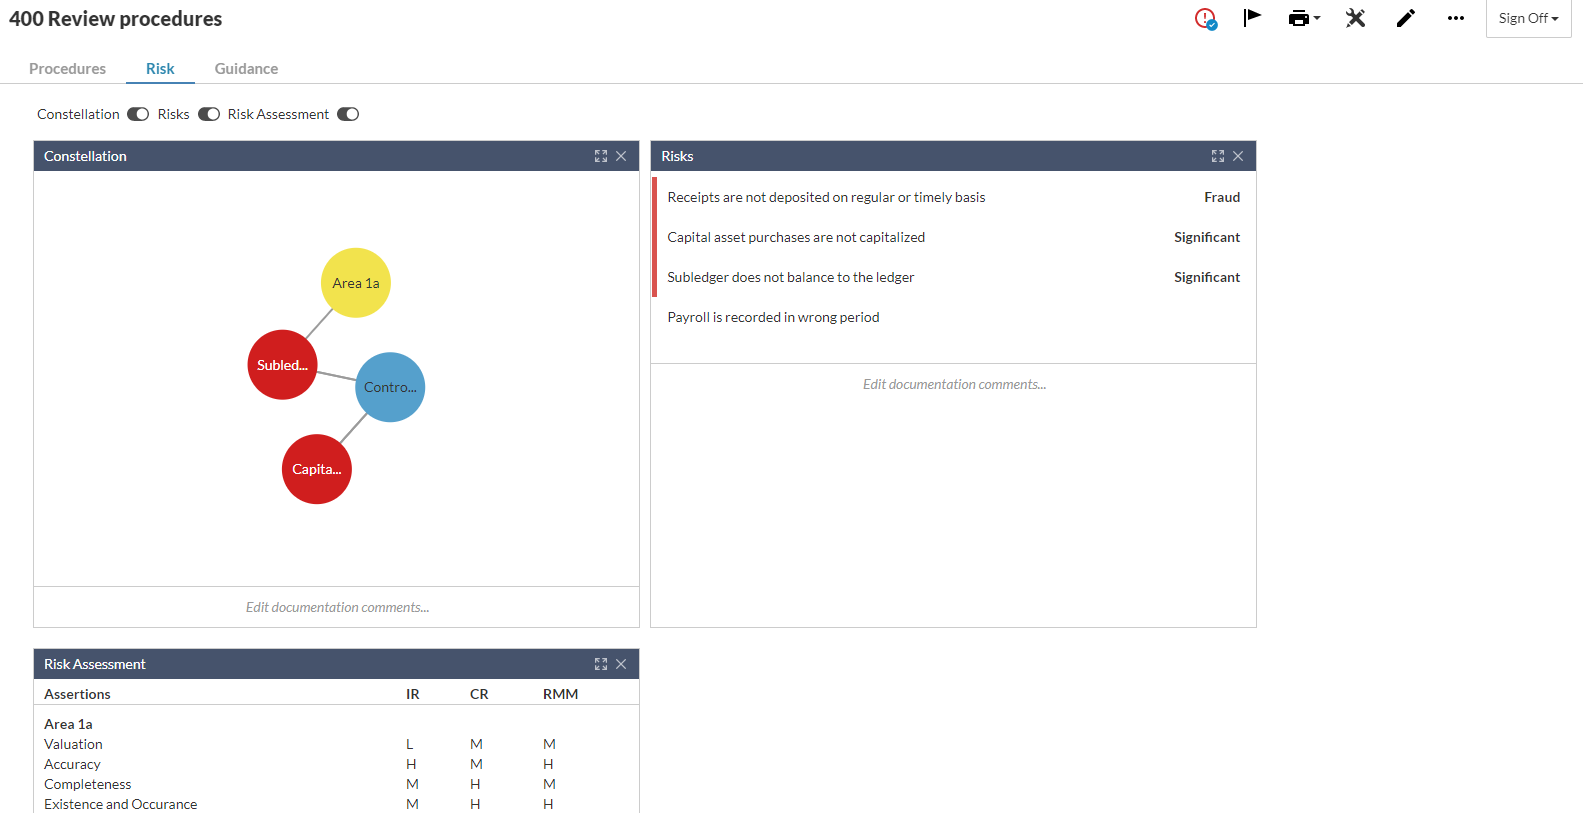 400 Review procedures
Sign Off
Procedures Risk Guidance
Constellation Risks Risk Assessment
Constellation
Area 1a
Subled...
Contro...
Capita...
Edit documentation comments...
Risks
Receipts are not deposited on regular or timely basis Fraud
Capital asset purchases are not capitalized Significant
Subledger does not balance to the ledger Significant
Payroll is recorded in wrong period
Edit documentation comments...
Risk Assessment
Assertions IR CR RMM
Area 1a
Valuation L M M
Accuracy H M H
Completeness M H M
Existence and Occurance M H H